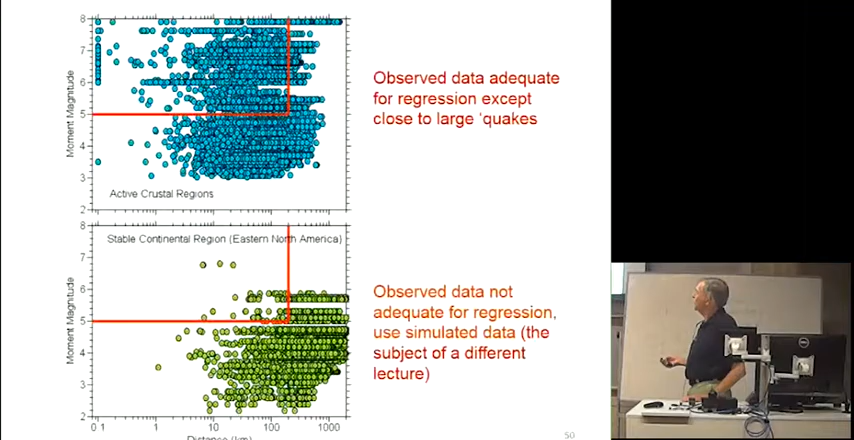 8
7
6
5
4
3
2
Moment Magnitude
Active Crustal Regions
Observed data adequate
for regression except
close to large 'quakes
8
7
6
5
4
3
2
Moment Magnitude
Stable Continental Region (Eastern North America)
0.1 1 10 100 1000
Distance (km)
Observed data not
adequate for regression,
use simulated data (the
subject of a different
lecture)
50
DELL